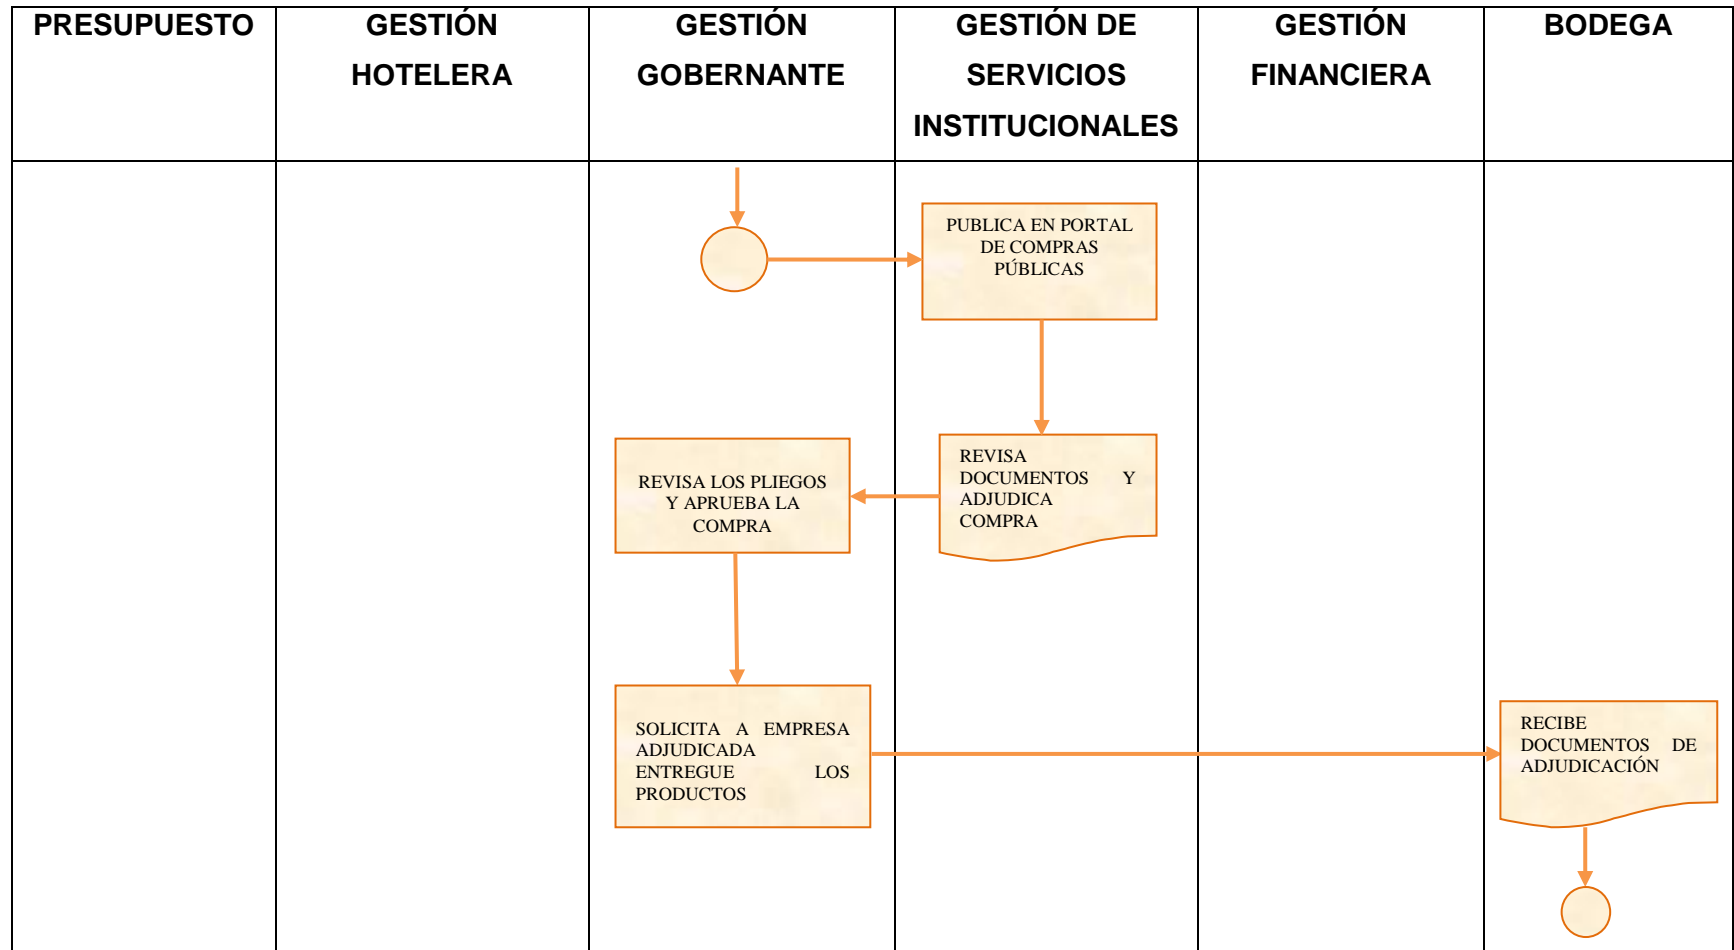 PRESUPUESTO
GESTIÓN
HOTELERA
GESTIÓN
GOBERNANTE
GESTIÓN DE
SERVICIOS
INSTITUCIONALES
GESTIÓN
FINANCIERA
BODEGA
PUBLICA EN PORTAL
DE COMPRAS
PÚBLICAS
REVISA LOS PLIEGOS
Y APRUEBA LA
COMPRA
REVISA
DOCUMENTOS Y
ADJUDICA
COMPRA
SOLICITA A EMPRESA
ADJUDICADA
ENTREGUE LOS
PRODUCTOS
RECIBE
DOCUMENTOS DE
ADJUDICACIÓN